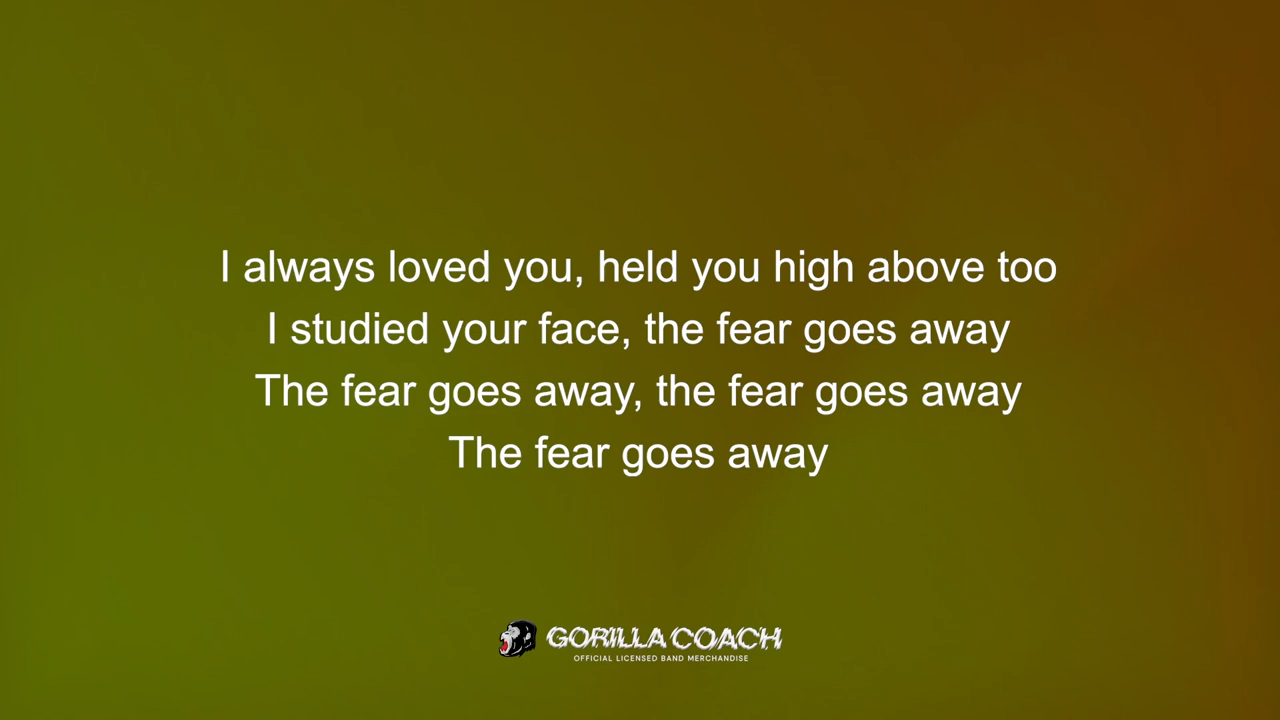 I always loved you, held you high above too
I studied your face, the fear goes away
The fear goes away, the fear goes away
The fear goes away
GORILLA COACH
OFFICIAL LICENSED BAND MERCHANDISE